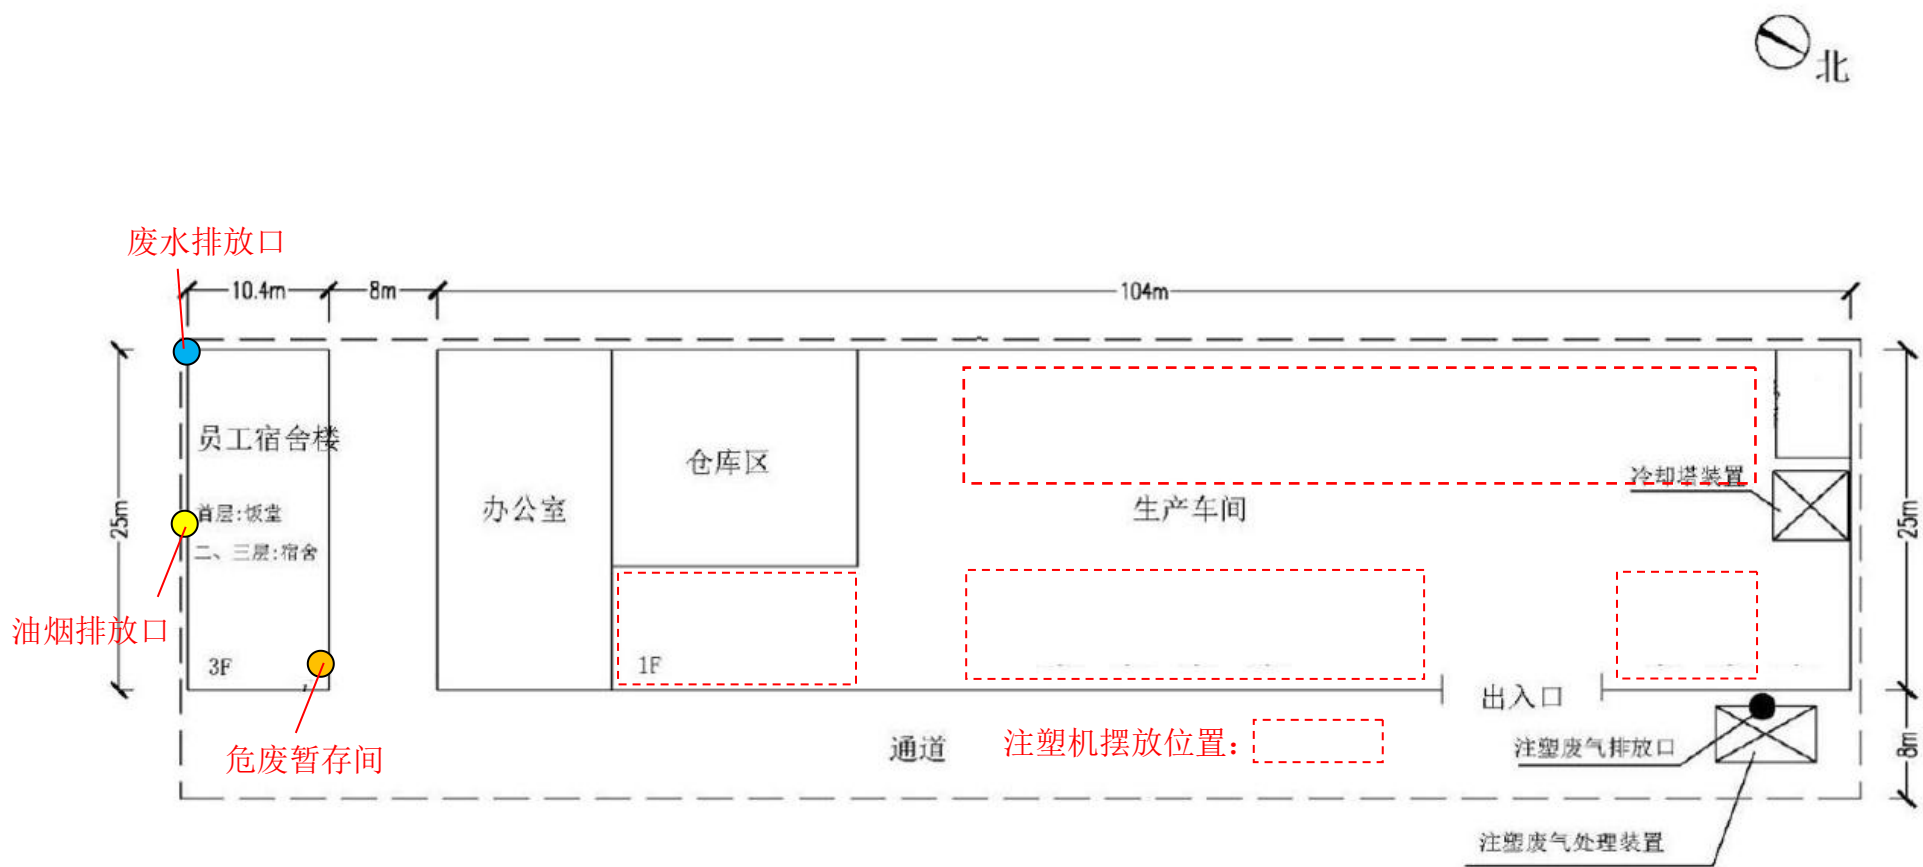 北
废水排放口
10.4m
8m
104m
员工宿舍楼
仓库区
冷却塔装置
办公室
生产车间
首层:饭堂
25m
25m
二、三层:宿舍
油烟排放口
3F
1F
出入口
危废暂存间
通道
注塑机摆放位置：
注塑废气排放口
8m
注塑废气处理装置